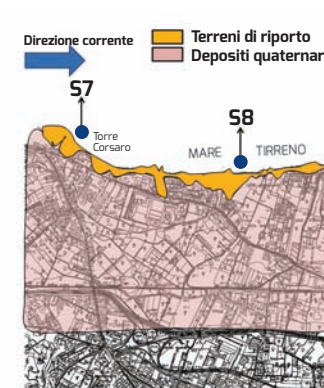 Direzione corrente
Terreni di riporto
Depositi quaternar
S7
Torre
Corsaro
S8
MARE TIRRENO